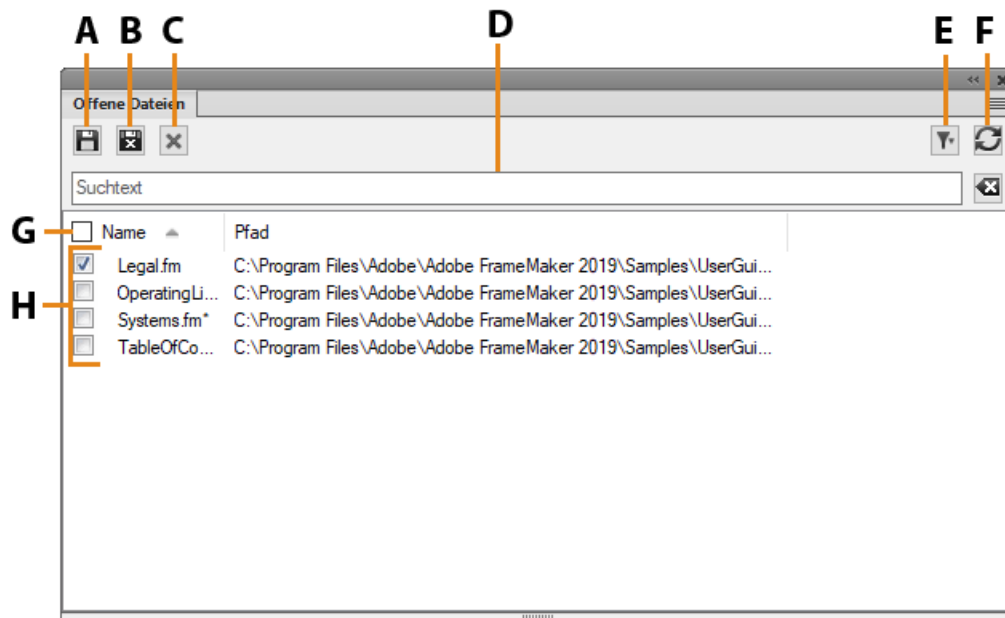 A B C D E F
Offene Dateien
Suchtext
G Name Pfad
Legal.fm C:\Program Files\Adobe\Adobe FrameMaker 2019\Samples\UserGui...
OperatingLi... C:\Program Files\Adobe\Adobe FrameMaker 2019\Samples\UserGui...
H Systems.fm* C:\Program Files\Adobe\Adobe FrameMaker 2019\Samples\UserGui...
TableOfCo... C:\Program Files\Adobe\Adobe FrameMaker 2019\Samples\UserGui...